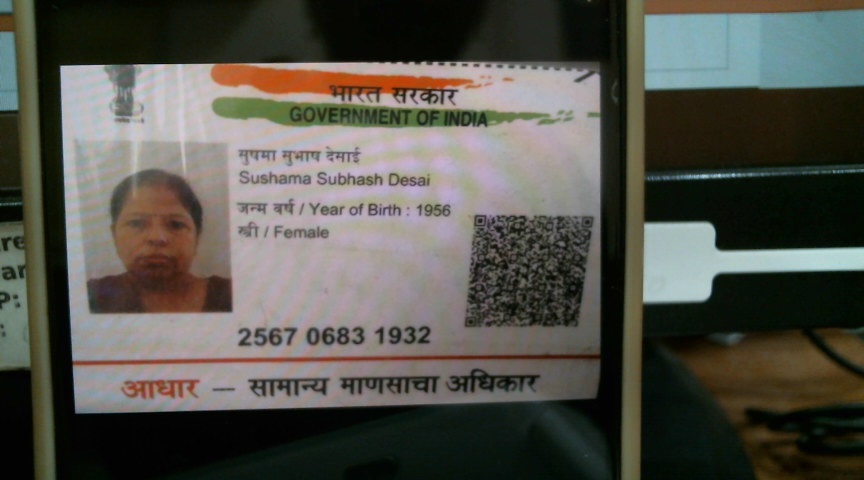 भारत सरकार
GOVERNMENT OF INDIA
सुषमा सुभाष देसाई
Sushama Subhash Desai
जन्म वर्ष / Year of Birth : 1956
स्त्री / Female
2567 0683 1932
आधार — सामान्य माणसाचा अधिकार